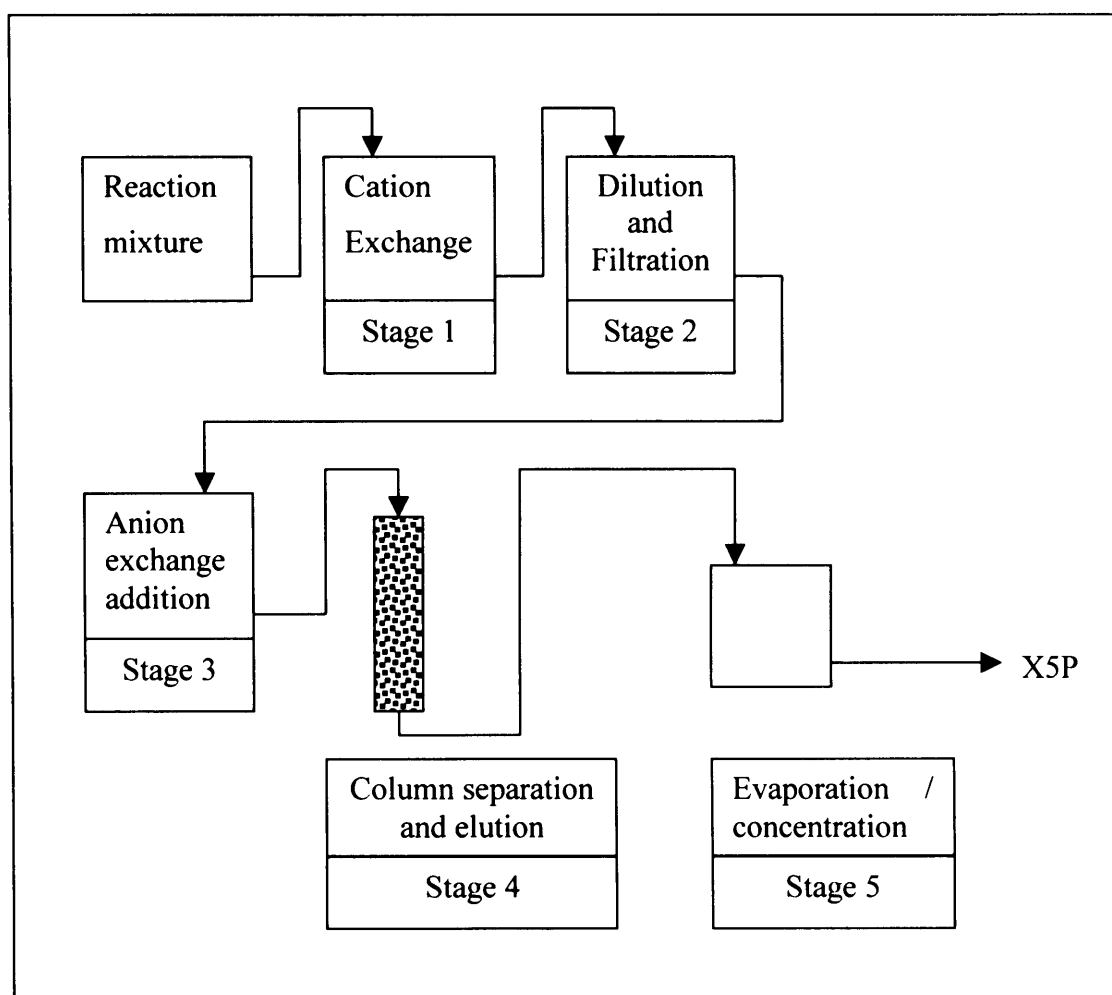 Reaction
mixture
Cation
Exchange
Stage 1
Dilution
and
Filtration
Stage 2
Anion
exchange
addition
Stage 3
X5P
Column separation
and elution
Stage 4
Evaporation /
concentration
Stage 5